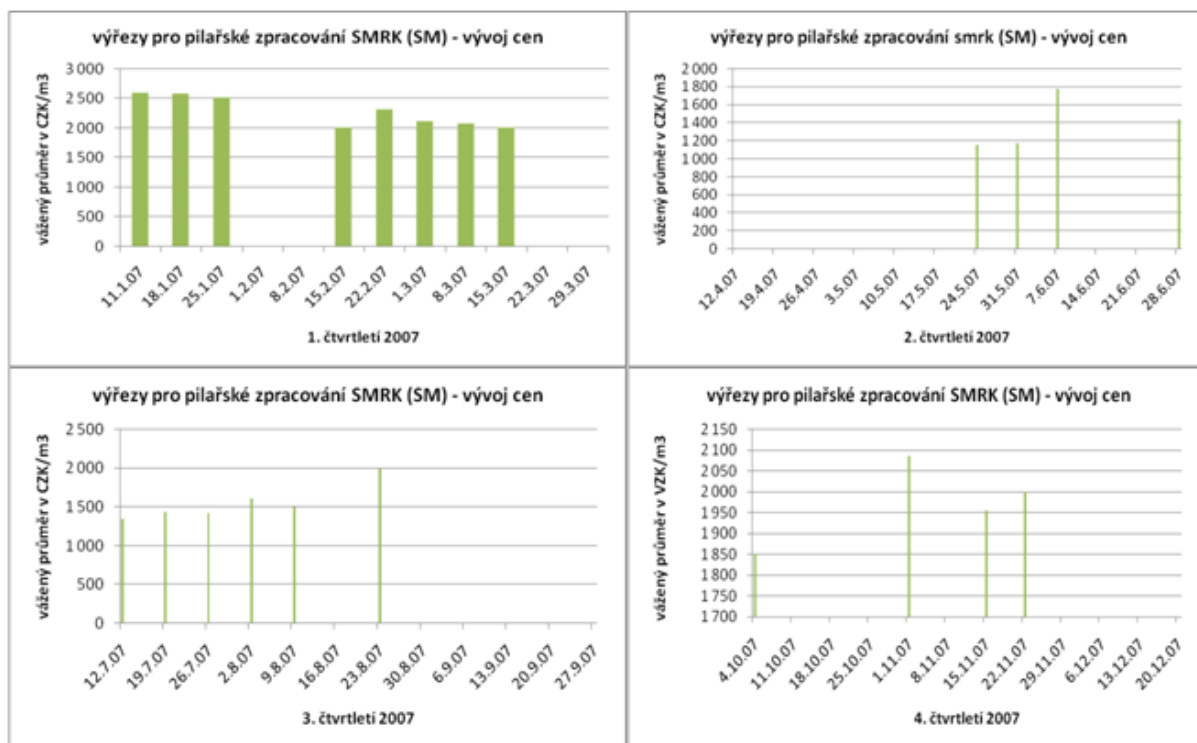 výřezy pro pilařské zpracování SMRK (SM) - vývoj cen
vážený průměr v CZK/m3
3 000
2 500
2 000
1 500
1 000
500
0
11.1.07 18.1.07 25.1.07 1.2.07 8.2.07 15.2.07 22.2.07 1.3.07 8.3.07 15.3.07 22.3.07 29.3.07
1. čtvrtletí 2007
výřezy pro pilařské zpracování smrk (SM) - vývoj cen
vážený průměr v CZK/m3
2 000
1 800
1 600
1 400
1 200
1 000
800
600
400
200
0
12.4.07 19.4.07 26.4.07 3.5.07 10.5.07 17.5.07 24.5.07 31.5.07 7.6.07 14.6.07 21.6.07 28.6.07
2. čtvrtletí 2007
výřezy pro pilařské zpracování SMRK (SM) - vývoj cen
vážený průměr v CZK/m3
2 500
2 000
1 500
1 000
500
0
12.7.07 19.7.07 26.7.07 2.8.07 9.8.07 16.8.07 23.8.07 30.8.07 6.9.07 13.9.07 20.9.07 27.9.07
3. čtvrtletí 2007
výřezy pro pilařské zpracování SMRK (SM) - vývoj cen
vážený průměr v VZK/m3
2 150
2 100
2 050
2 000
1 950
1 900
1 850
1 800
1 750
1 700
4.10.07 11.10.07 18.10.07 25.10.07 1.11.07 8.11.07 15.11.07 22.11.07 29.11.07 6.12.07 13.12.07 20.12.07
4. čtvrtletí 2007